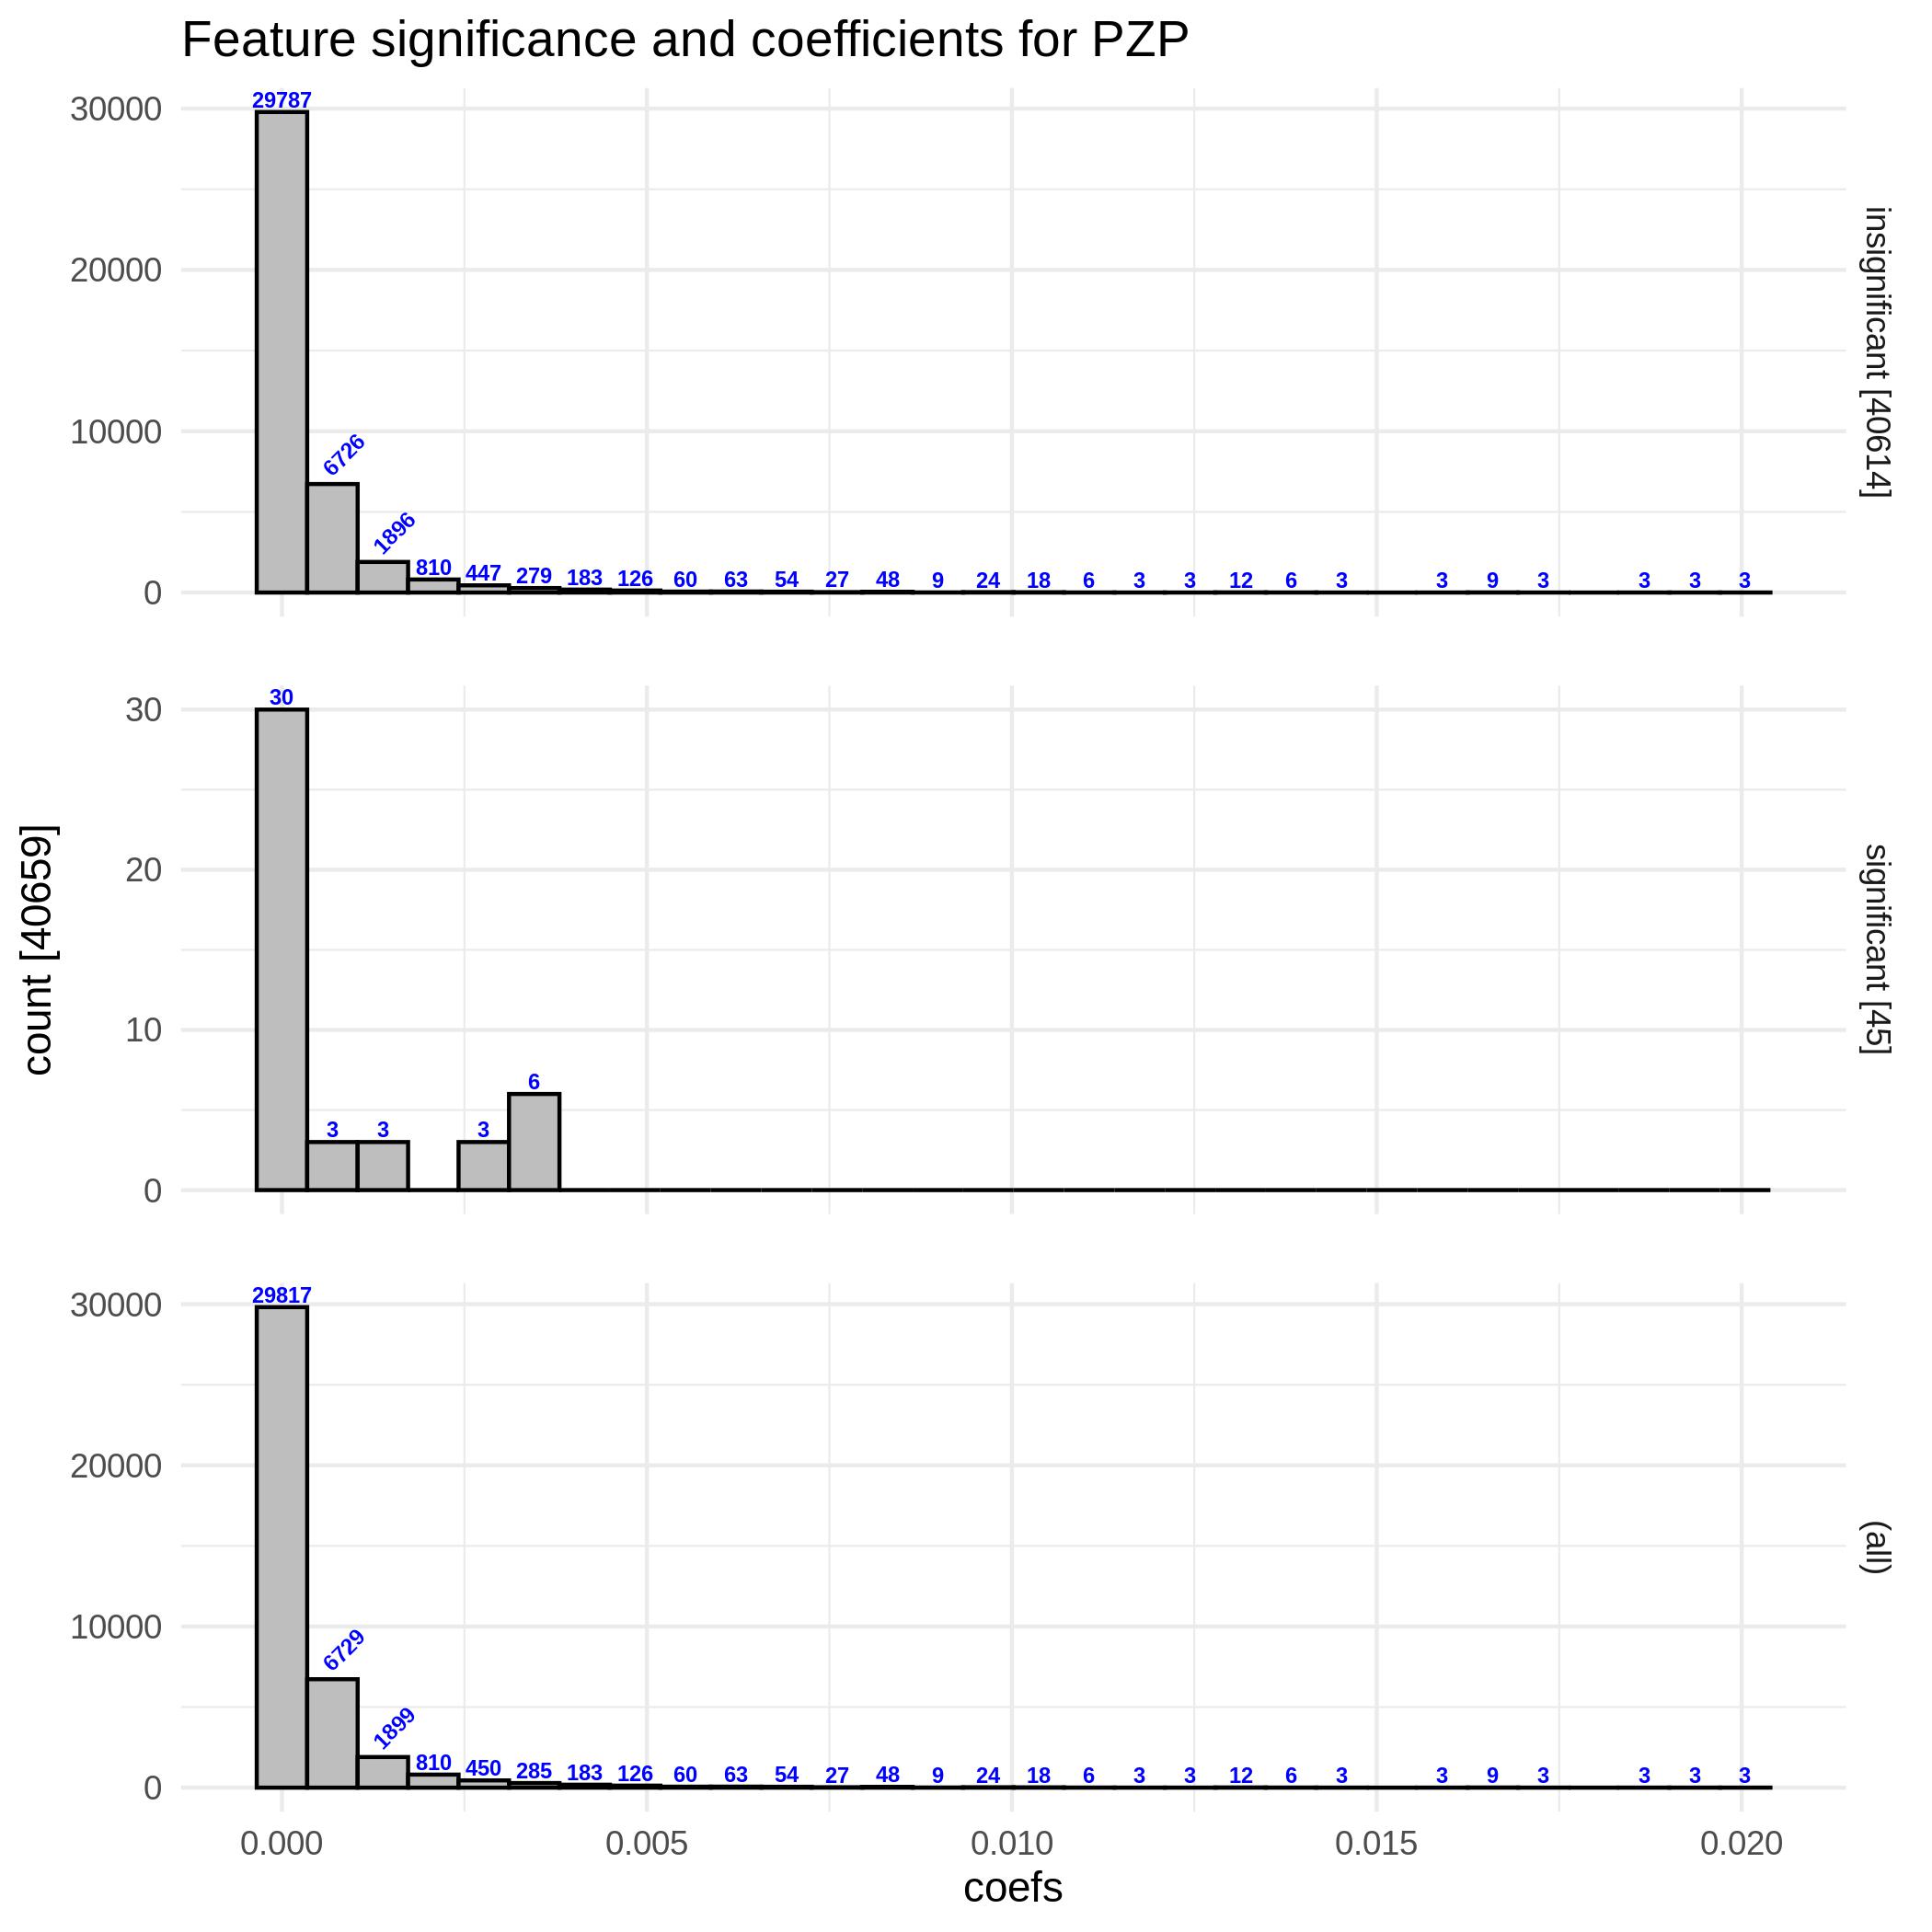 Feature significance and coefficients for PZP
30000
20000
10000
0
29787
6726
1896
810 447 279 183 126 60 63 54 27 48 9 24 18 6 3 3 12 6 3 3 9 3 3 3 3
insignificant [40614]
count [40659]
30
20
10
0
30
3 3 3 6
significant [45]
30000
20000
10000
0
29817
6729
1899
810 450 285 183 126 60 63 54 27 48 9 24 18 6 3 3 12 6 3 3 9 3 3 3 3
(all)
0.000 0.005 0.010 0.015 0.020
coefs